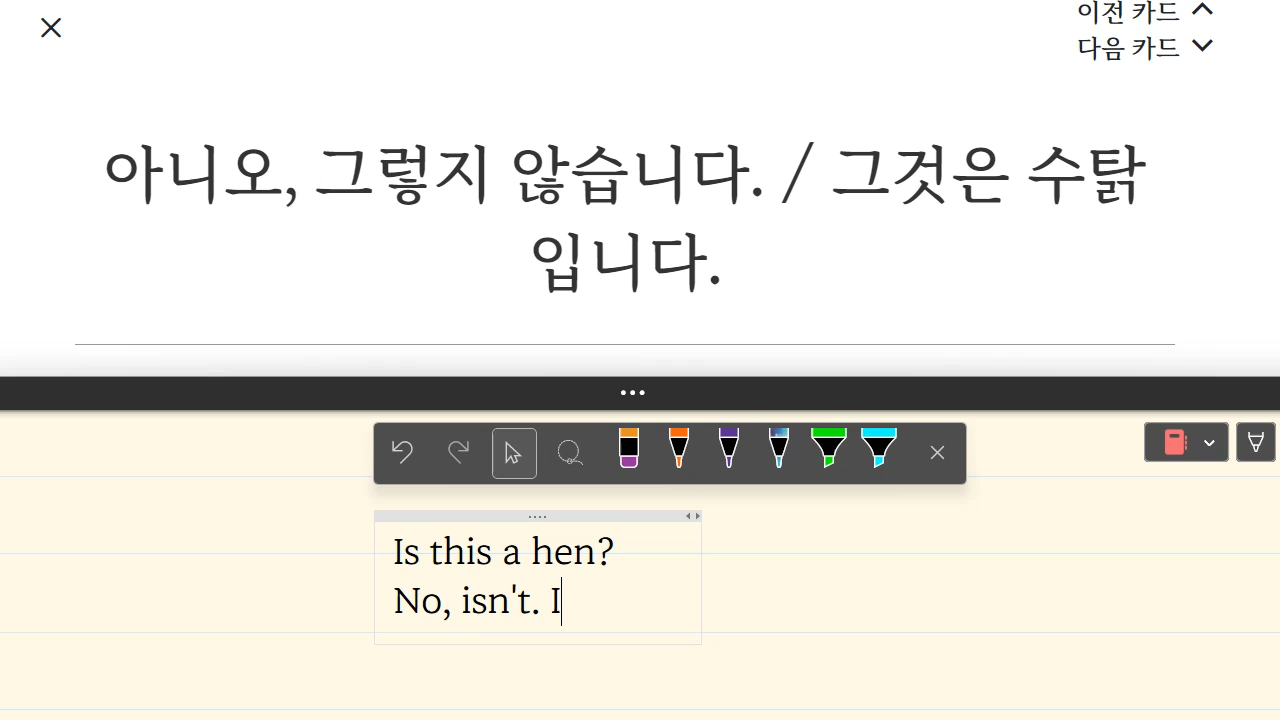 이전 카드
다음 카드
아니오, 그렇지 않습니다. / 그것은 수탉
입니다.
Is this a hen?
No, isn't. I